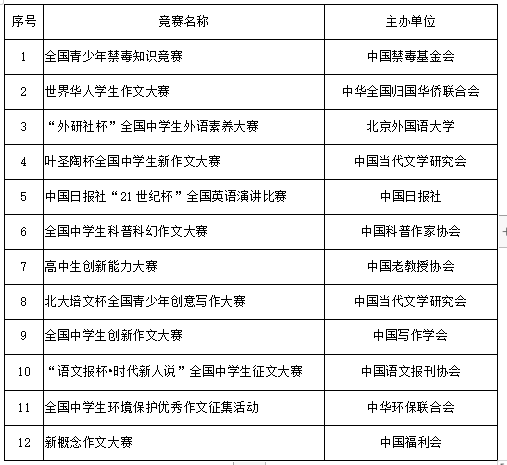 序号 竞赛名称 主办单位
1 全国青少年禁毒知识竞赛 中国禁毒基金会
2 世界华人学生作文大赛 中华全国归国华侨联合会
3 “外研社杯”全国中学生外语素养大赛 北京外国语大学
4 叶圣陶杯全国中学生新作文大赛 中国当代文学研究会
5 中国日报社“21世纪杯”全国英语演讲比赛 中国日报社
6 全国中学生科普科幻作文大赛 中国科普作家协会
7 高中生创新能力大赛 中国老教授协会
8 北大培文杯全国青少年创意写作大赛 中国当代文学研究会
9 全国中学生创新作文大赛 中国写作学会
10 “语文报杯•时代新人说”全国中学生征文大赛 中国语文报刊协会
11 全国中学生环境保护优秀作文征集活动 中华环保联合会
12 新概念作文大赛 中国福利会